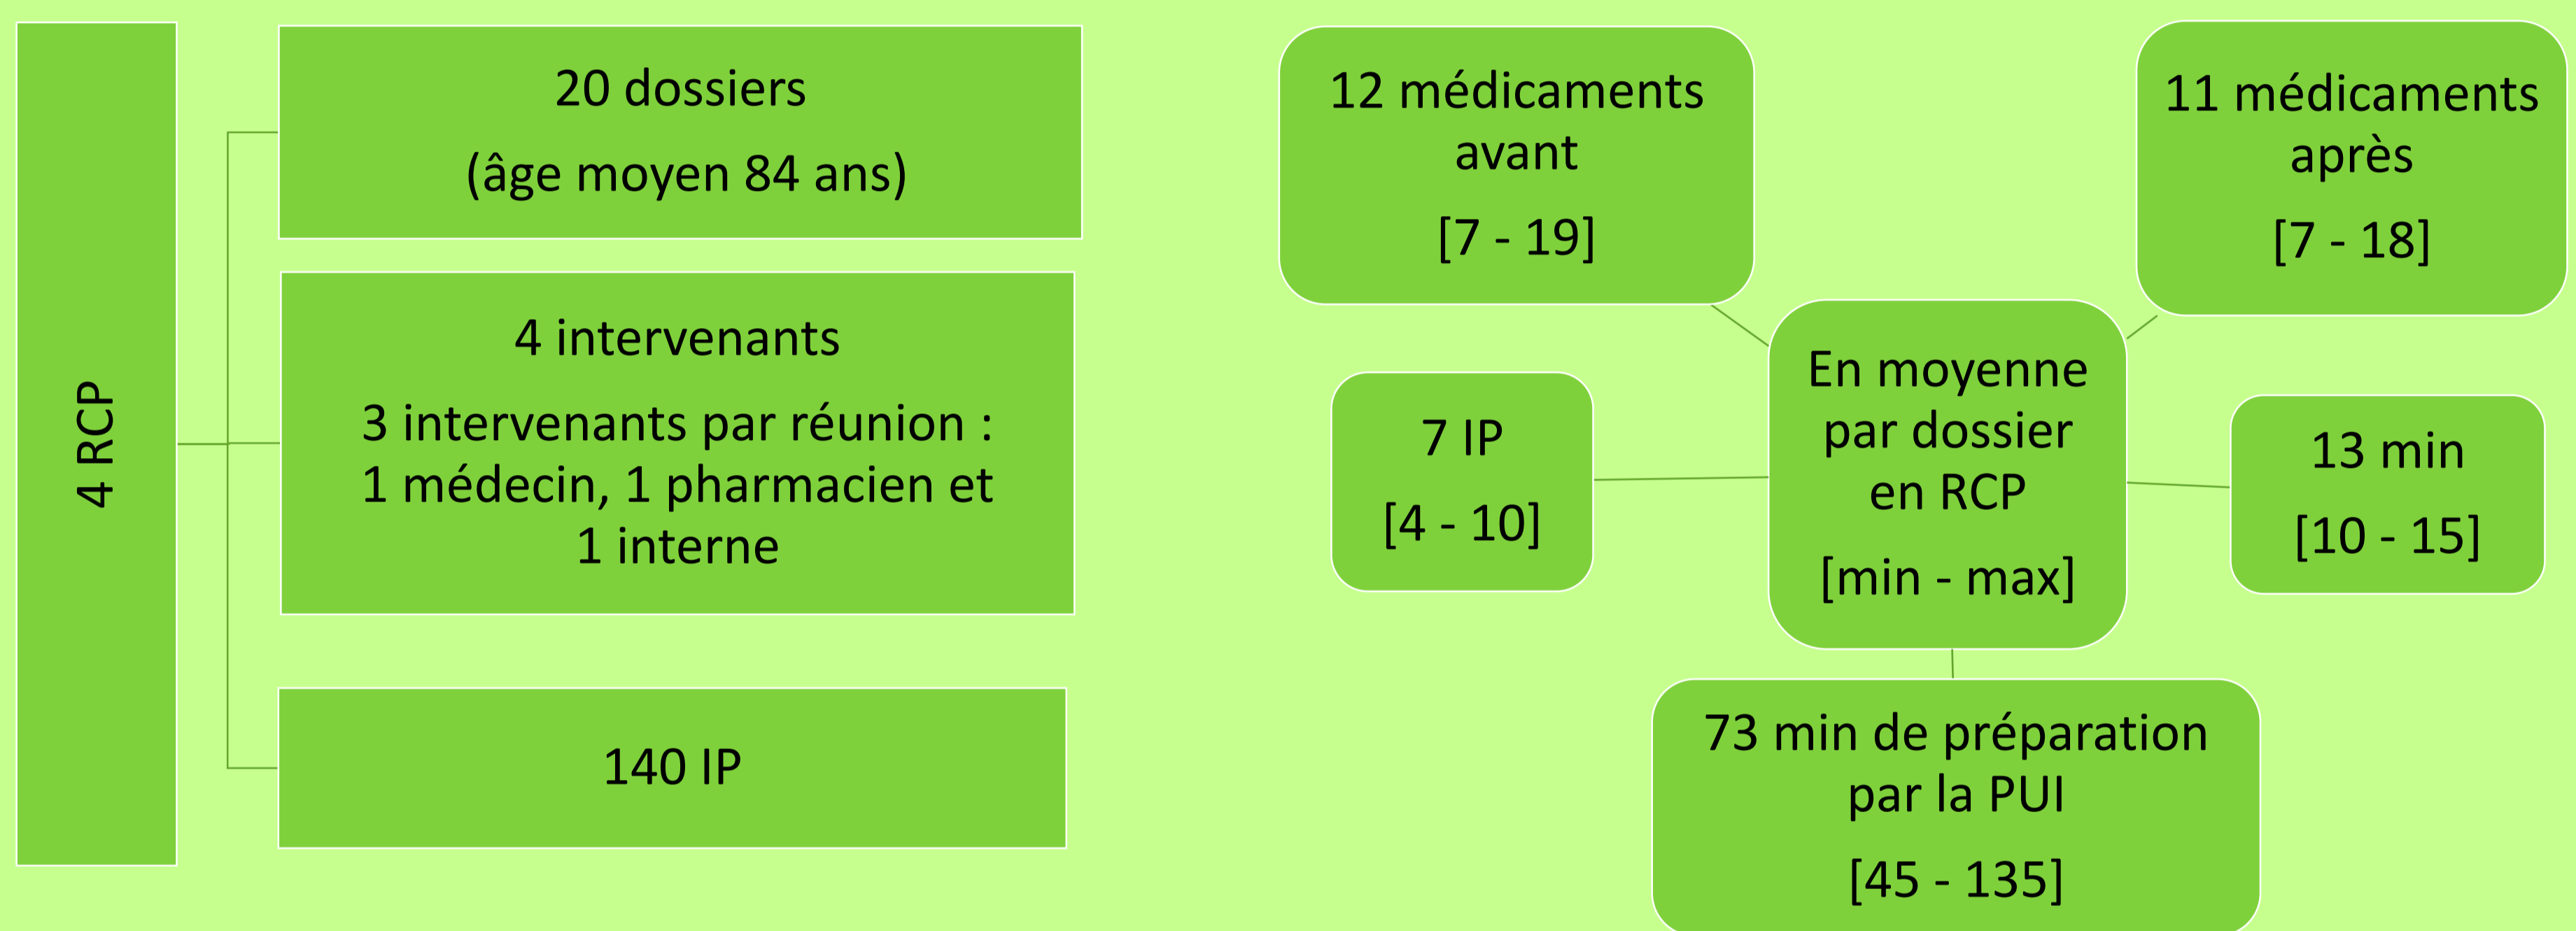 4 RCP
20 dossiers
(âge moyen 84 ans)
4 intervenants
3 intervenants par réunion :
1 médecin, 1 pharmacien et
1 interne
140 IP
12 médicaments
avant
[7 - 19]
11 médicaments
après
[7 - 18]
7 IP
[4 - 10]
En moyenne
par dossier
en RCP
[min - max]
13 min
[10 - 15]
73 min de préparation
par la PUI
[45 - 135]